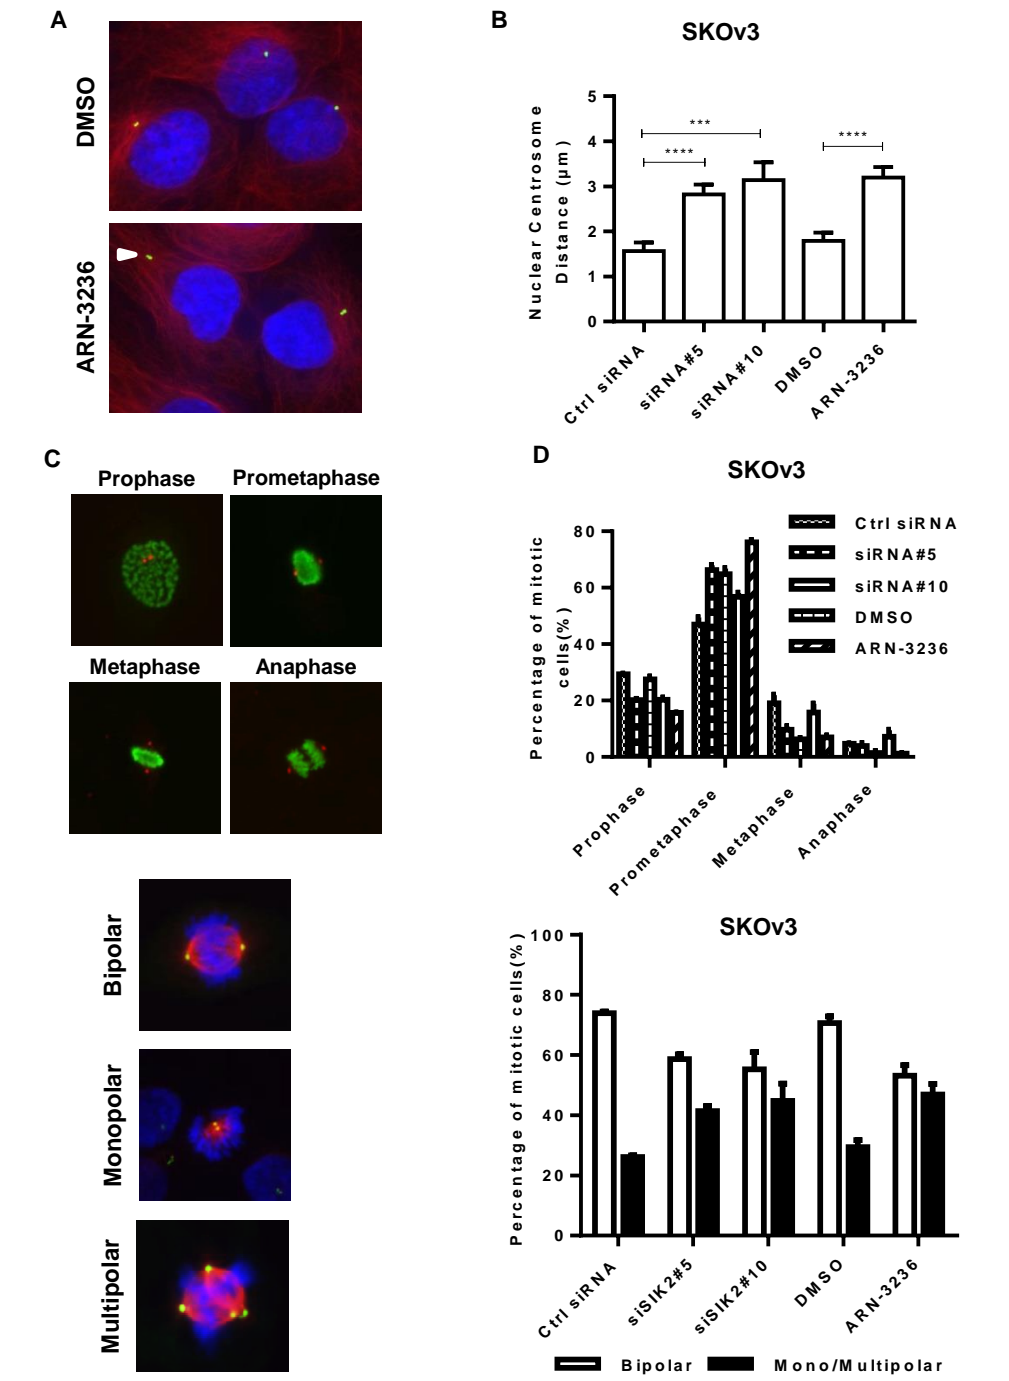 A
DMSO
ARN-3236
B
SKOv3
Nuclear Centrosome
Distance (μm)
5
4
3
2
1
0
***
****
****
Ctrl siRNA
siRNA#5
siRNA#10
DMSO
ARN-3236
C
Prophase
Prometaphase
Metaphase
Anaphase
Bipolar
Monopolar
Multipolar
D
SKOv3
Percentage of mitotic
cells(%)
80
60
40
20
0
Ctrl siRNA
siRNA#5
siRNA#10
DMSO
ARN-3236
Prophase
Prometaphase
Metaphase
Anaphase
SKOv3
Percentage of mitotic cells(%)
100
80
60
40
20
0
Ctrl siRNA
siSIK2#5
siSIK2#10
DMSO
ARN-3236
Bipolar
Mono/Multipolar